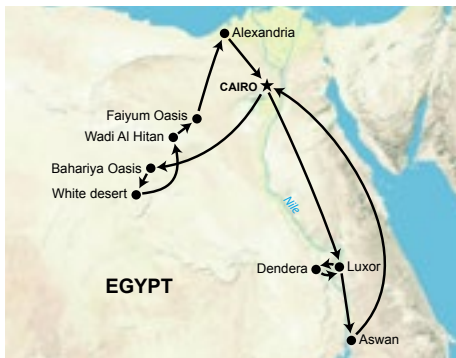 Alexandria
CAIRO
Faiyum Oasis
Wadi Al Hitan
Bahariya Oasis
White desert
Nile
Dendera
Luxor
EGYPT
Aswan